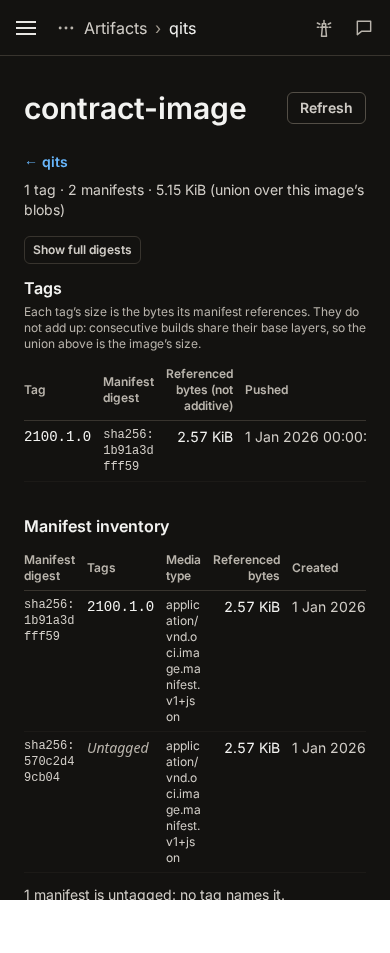 Artifacts › qits
contract-image
Refresh
← qits
1 tag · 2 manifests · 5.15 KiB (union over this image’s
blobs)
Show full digests
Tags
Each tag’s size is the bytes its manifest references. They do
not add up: consecutive builds share their base layers, so the
union above is the image’s size.
Tag
Manifest
digest
Referenced
bytes (not
additive)
Pushed
2100.1.0
sha256:
1b91a3d
fff59
2.57 KiB
1 Jan 2026 00:00:
Manifest inventory
Manifest
digest
Tags
Media
type
Referenced
bytes
Created
sha256:
1b91a3d
fff59
2100.1.0
applic
ation/
vnd.o
ci.ima
ge.ma
nifest.
v1+js
on
2.57 KiB
1 Jan 2026
sha256:
570c2d4
9cb04
Untagged
applic
ation/
vnd.o
ci.ima
ge.ma
nifest.
v1+js
on
2.57 KiB
1 Jan 2026
1 manifest is untagged: no tag names it.